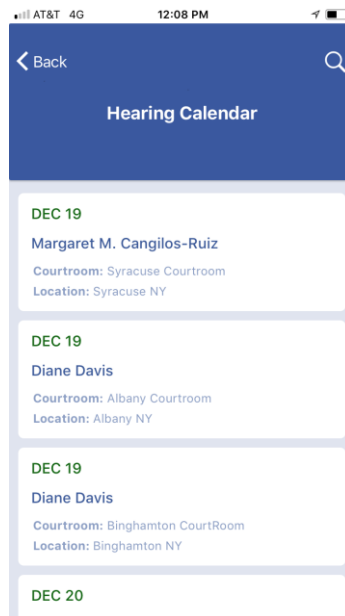 AT&T 4G 12:08 PM
Back
Hearing Calendar
DEC 19
Margaret M. Cangilos-Ruiz
Courtroom: Syracuse Courtroom
Location: Syracuse NY
DEC 19
Diane Davis
Courtroom: Albany Courtroom
Location: Albany NY
DEC 19
Diane Davis
Courtroom: Binghamton CourtRoom
Location: Binghamton NY
DEC 20